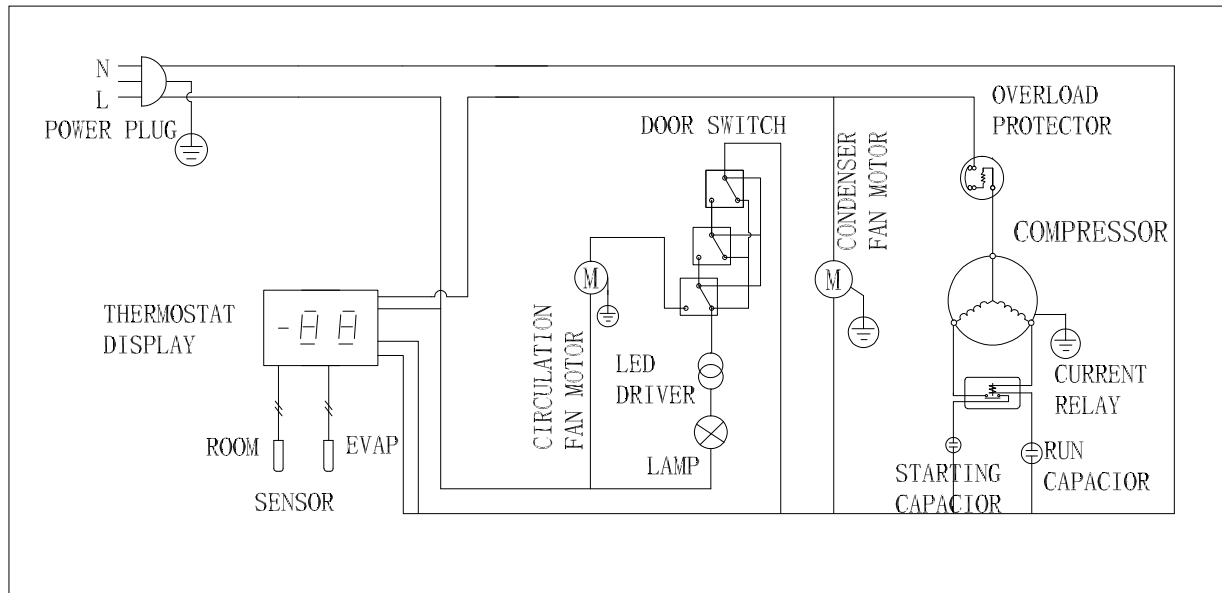 N
L
POWER PLUG
DOOR SWITCH
OVERLOAD
PROTECTOR
CONDENSER
FAN MOTOR
COMPRESSOR
M
M
THERMOSTAT
DISPLAY
-88
CIRCULATION
FAN MOTOR
LED
DRIVER
CURRENT
RELAY
ROOM
EVAP
SENSOR
LAMP
STARTING
CAPACIOR
RUN
CAPACIOR